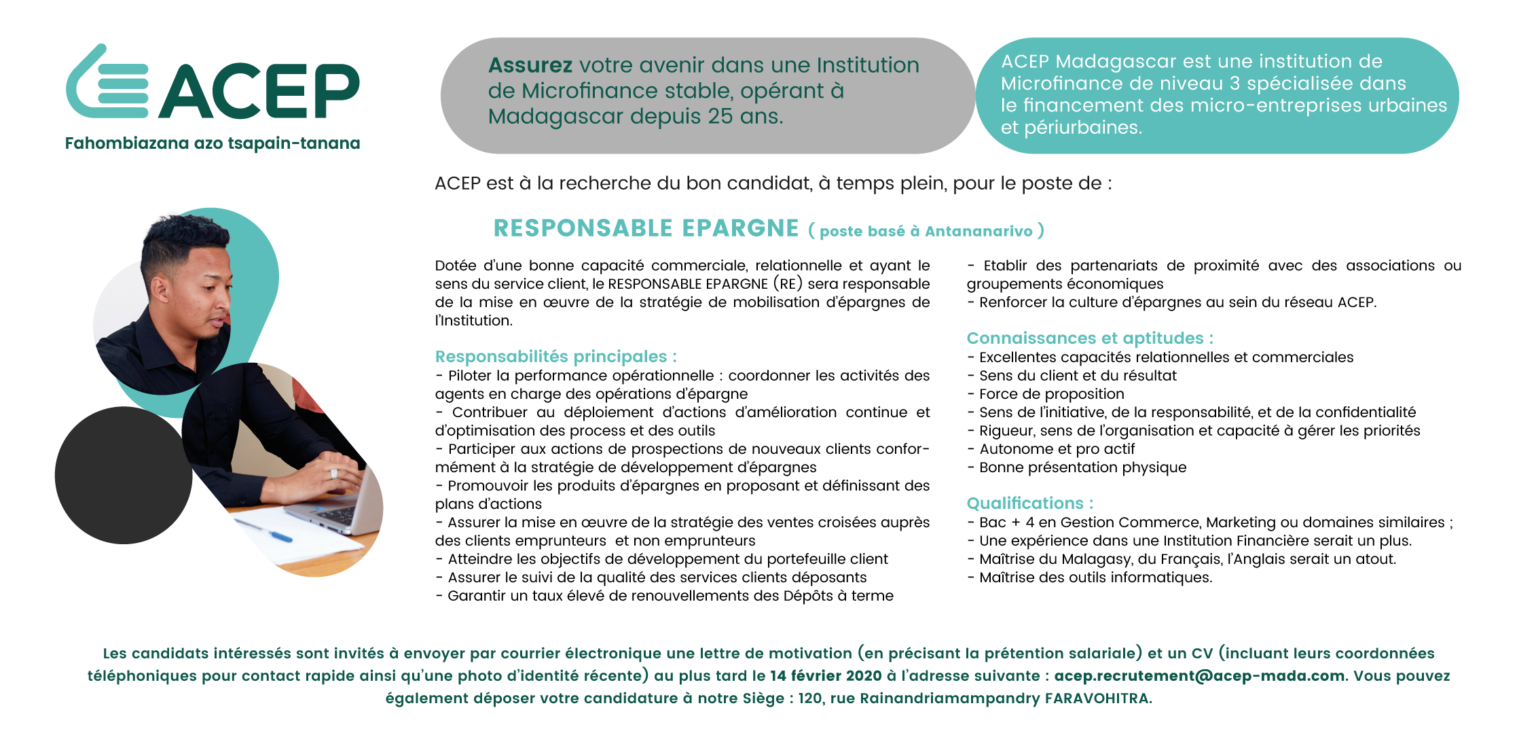 ACEP
Fahombiazana azo tsapain-tanana
Assurez votre avenir dans une Institution
de Microfinance stable, opérant à
Madagascar depuis 25 ans.
ACEP Madagascar est une institution de
Microfinance de niveau 3 spécialisée dans
le financement des micro-entreprises urbaines
et périurbaines.
ACEP est à la recherche du bon candidat, à temps plein, pour le poste de :
RESPONSABLE EPARGNE ( poste basé à Antananarivo )
Dotée d'une bonne capacité commerciale, relationnelle et ayant le
sens du service client, le RESPONSABLE EPARGNE (RE) sera responsable
de la mise en œuvre de la stratégie de mobilisation d'épargnes de
l'Institution.
Responsabilités principales :
- Piloter la performance opérationnelle : coordonner les activités des
agents en charge des opérations d'épargne
- Contribuer au déploiement d'actions d'amélioration continue et
d'optimisation des process et des outils
- Participer aux actions de prospections de nouveaux clients confor-
mément à la stratégie de développement d'épargnes
- Promouvoir les produits d'épargnes en proposant et définissant des
plans d'actions
- Assurer la mise en œuvre de la stratégie des ventes croisées auprès
des clients emprunteurs et non emprunteurs
- Atteindre les objectifs de développement du portefeuille client
- Assurer le suivi de la qualité des services clients déposants
- Garantir un taux élevé de renouvellements des Dépôts à terme
- Etablir des partenariats de proximité avec des associations ou
groupements économiques
- Renforcer la culture d'épargnes au sein du réseau ACEP.
Connaissances et aptitudes :
- Excellentes capacités relationnelles et commerciales
- Sens du client et du résultat
- Force de proposition
- Sens de l'initiative, de la responsabilité, et de la confidentialité
- Rigueur, sens de l'organisation et capacité à gérer les priorités
- Autonome et pro actif
- Bonne présentation physique
Qualifications :
- Bac + 4 en Gestion Commerce, Marketing ou domaines similaires ;
- Une expérience dans une Institution Financière serait un plus.
- Maîtrise du Malagasy, du Français, l'Anglais serait un atout.
- Maîtrise des outils informatiques.
Les candidats intéressés sont invités à envoyer par courrier électronique une lettre de motivation (en précisant la prétention salariale) et un CV (incluant leurs coordonnées
téléphoniques pour contact rapide ainsi qu'une photo d'identité récente) au plus tard le 14 février 2020 à l'adresse suivante : acep.recrutement@acep-mada.com. Vous pouvez
également déposer votre candidature à notre Siège : 120, rue Rainandriamampandry FARAVOHITRA.